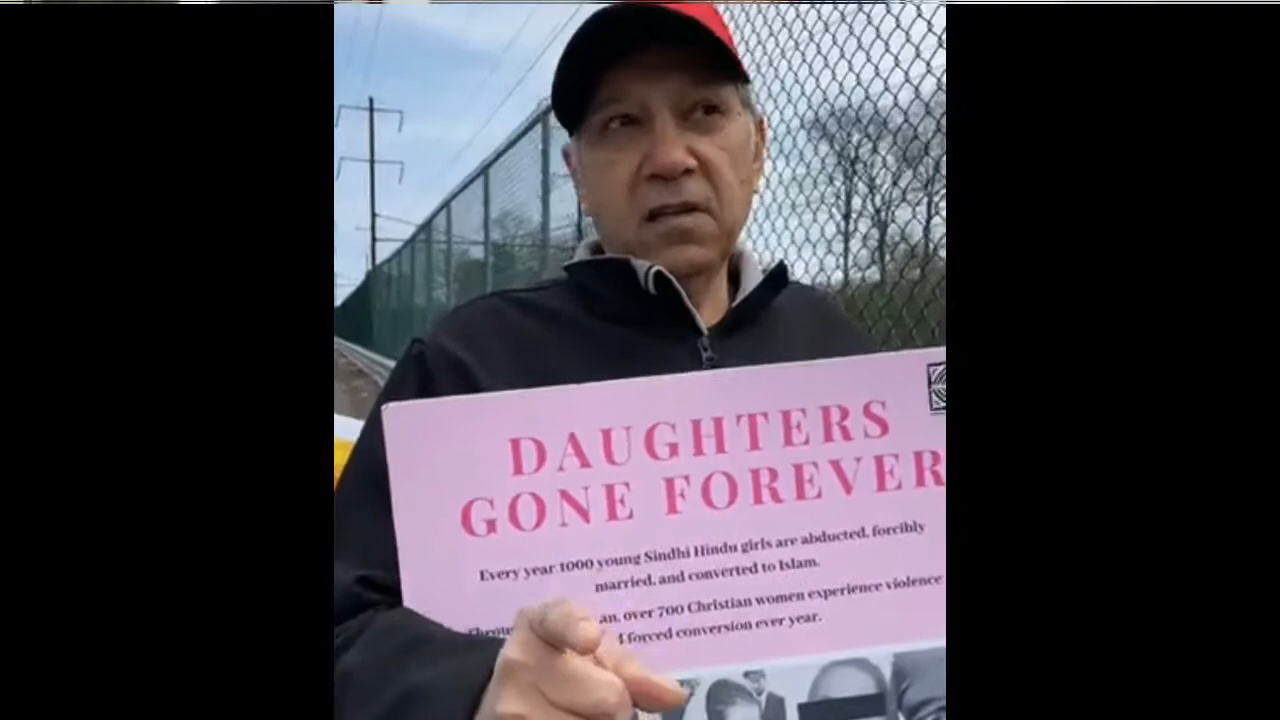 DAUGHTERS
GONE FOREVER
Every year 1000 young Sindhi Hindu girls are abducted, forcibly
married, and converted to Islam.
over 700 Christian women experience violence
forced conversion ever year.